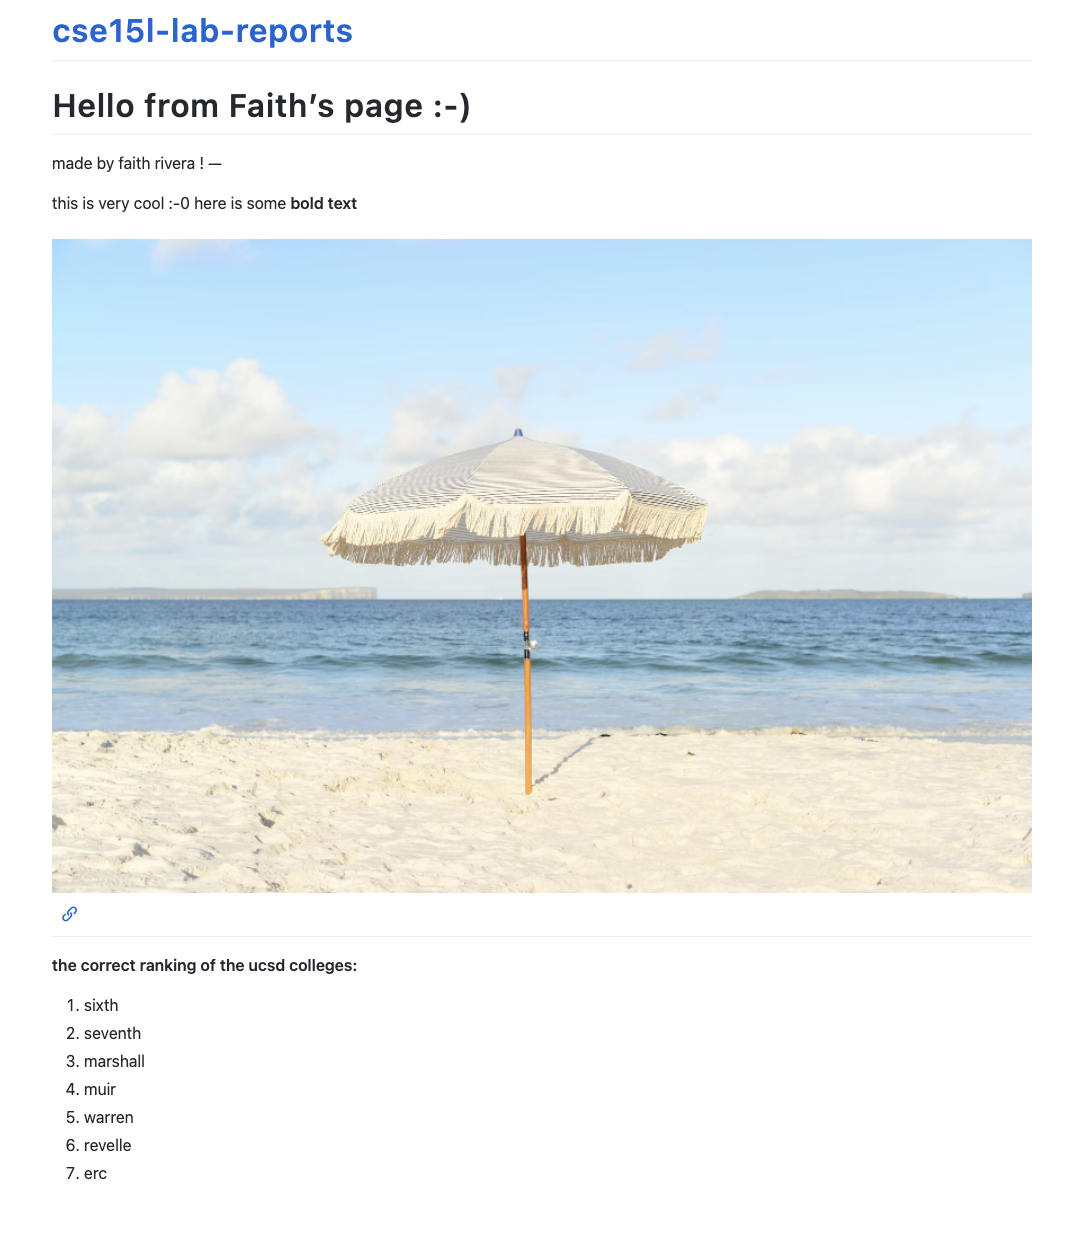 cse15l-lab-reports
Hello from Faith’s page :-)
made by faith rivera ! —
this is very cool :-0 here is some bold text
the correct ranking of the ucsd colleges:
1. sixth
2. seventh
3. marshall
4. muir
5. warren
6. revelle
7. erc